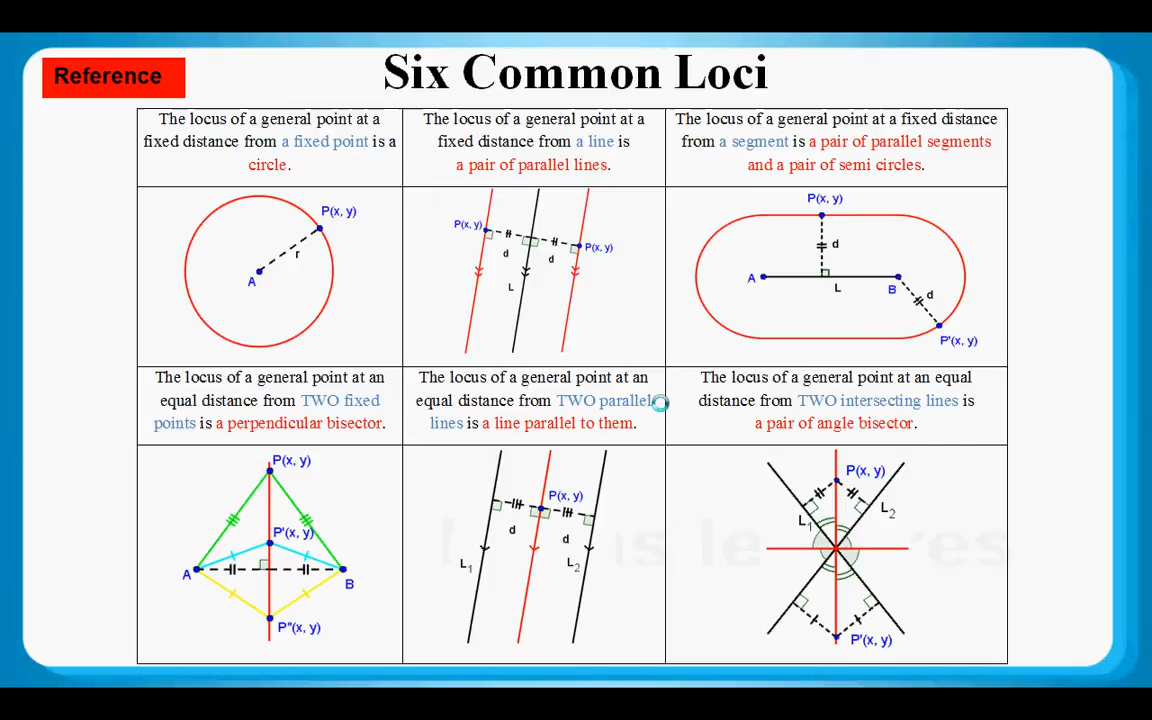 Reference
Six Common Loci
The locus of a general point at a
fixed distance from a fixed point is a
circle.
The locus of a general point at a
fixed distance from a line is
a pair of parallel lines.
The locus of a general point at a fixed distance
from a segment is a pair of parallel segments
and a pair of semi circles.
P(x, y)
r
A
P(x, y)
P(x, y)
d
d
L
P(x, y)
d
A
L
B
d
P'(x, y)
The locus of a general point at an
equal distance from TWO fixed
points is a perpendicular bisector.
The locus of a general point at an
equal distance from TWO parallel
lines is a line parallel to them.
The locus of a general point at an equal
distance from TWO intersecting lines is
a pair of angle bisector.
P(x, y)
P'(x, y)
A
B
P"(x, y)
P(x, y)
d
d
L1
L2
P(x, y)
L1
L2
P'(x, y)